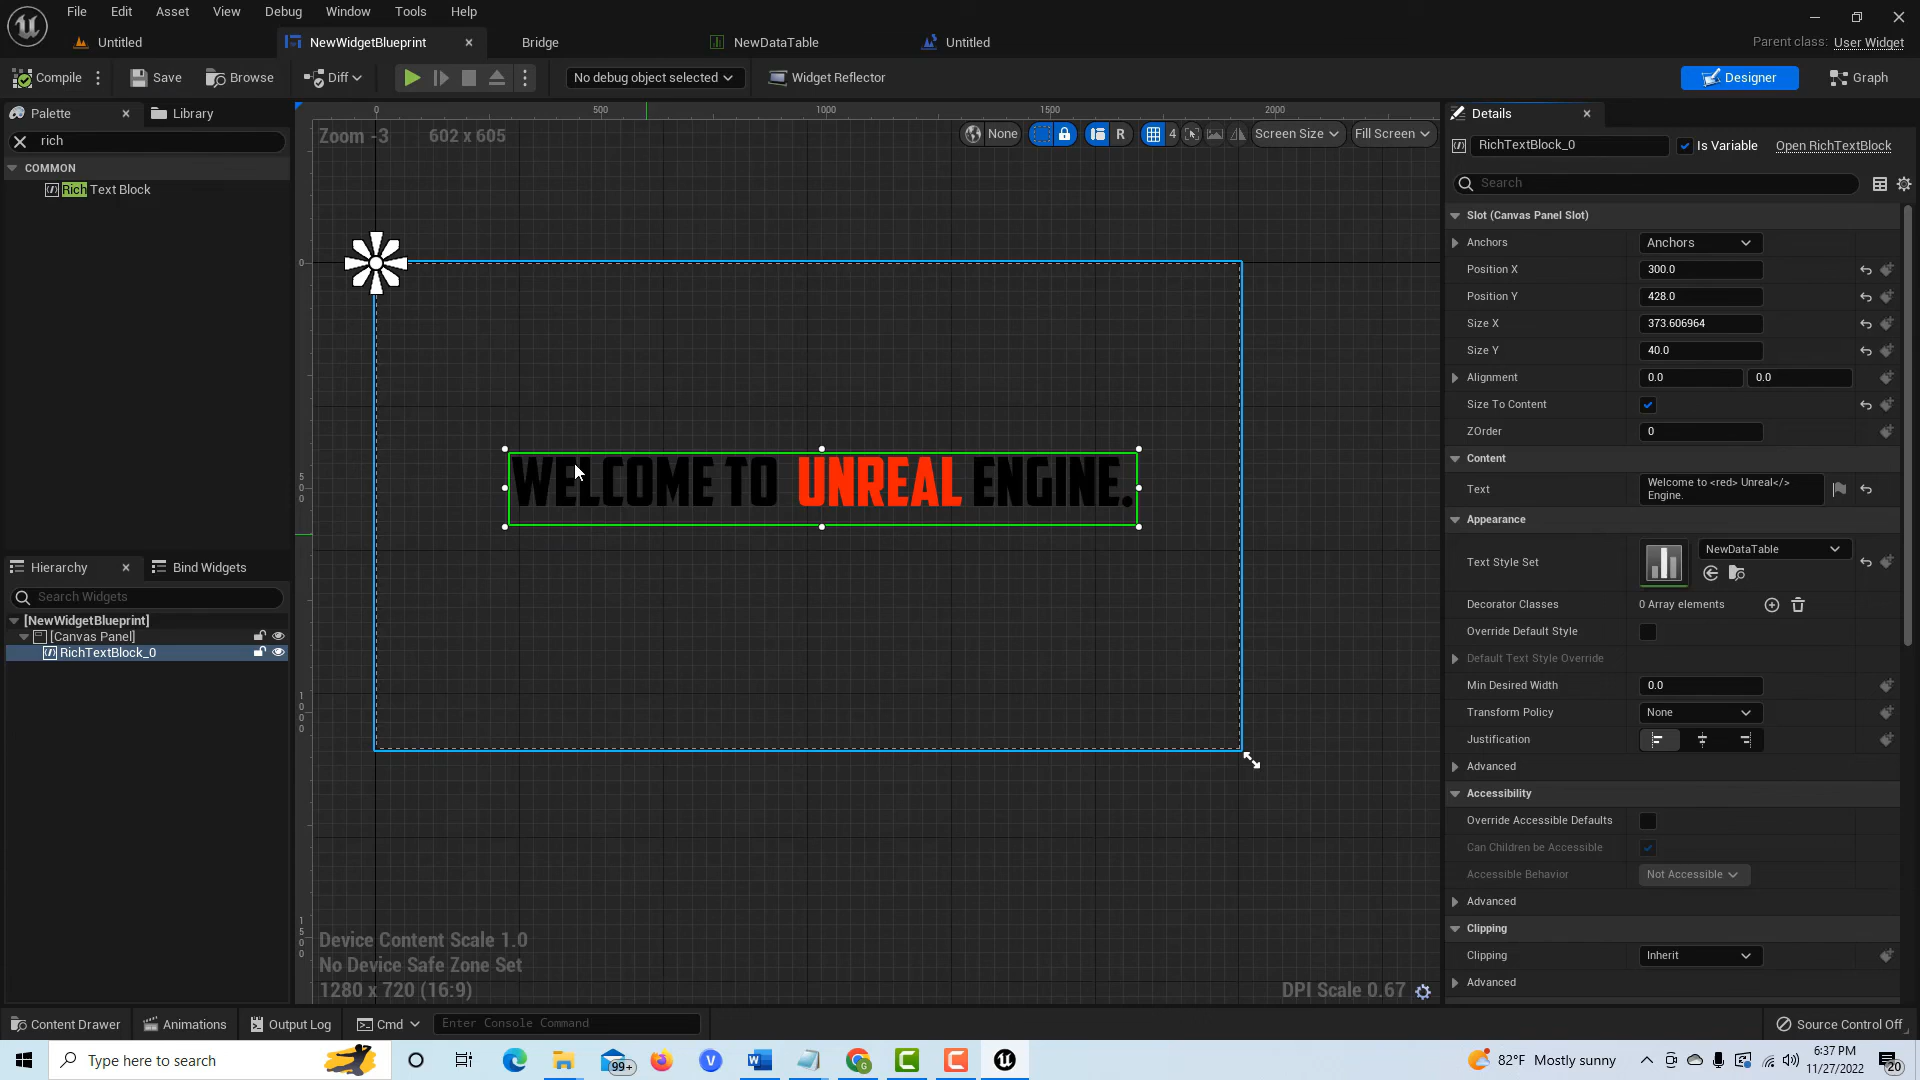 File Edit Asset View Debug Window Tools Help
Untitled NewWidgetBlueprint Bridge NewDataTable Untitled
Parent class: User Widget
Compile Save Browse Diff No debug object selected Widget Reflector Designer Graph
Palette Library
rich
COMMON
Rich Text Block
Hierarchy Bind Widgets
Search Widgets
[NewWidgetBlueprint]
[Canvas Panel]
RichTextBlock_0
0 500 1000 1500 2000
Zoom -3 602 x 605
None R 4 Screen Size Fill Screen
0
500
1000
1500
WELCOME TO UNREAL ENGINE.
Device Content Scale 1.0
No Device Safe Zone Set
1280 x 720 (16:9)
DPI Scale 0.67
Details
RichTextBlock_0 Is Variable Open RichTextBlock
Search
Slot (Canvas Panel Slot)
Anchors Anchors
Position X 300.0
Position Y 428.0
Size X 373.606964
Size Y 40.0
Alignment 0.0 0.0
Size To Content
ZOrder 0
Content
Text Welcome to <red> Unreal</>
Engine.
Appearance
Text Style Set NewDataTable
Decorator Classes 0 Array elements
Override Default Style
Default Text Style Override
Min Desired Width 0.0
Transform Policy None
Justification
Advanced
Accessibility
Override Accessible Defaults
Can Children be Accessible
Accessible Behavior Not Accessible
Advanced
Clipping
Clipping Inherit
Advanced
Content Drawer Animations Output Log Cmd Enter Console Command Source Control Off
Type here to search 99+ 82°F Mostly sunny 6:37 PM
11/27/2022 20